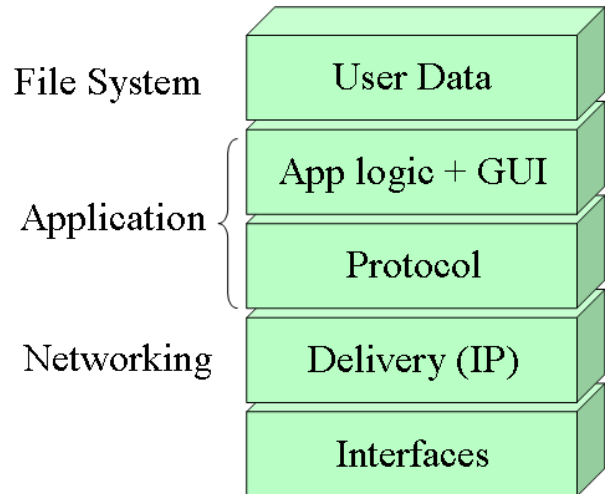 File System
User Data
App logic + GUI
Application
Protocol
Networking
Delivery (IP)
Interfaces